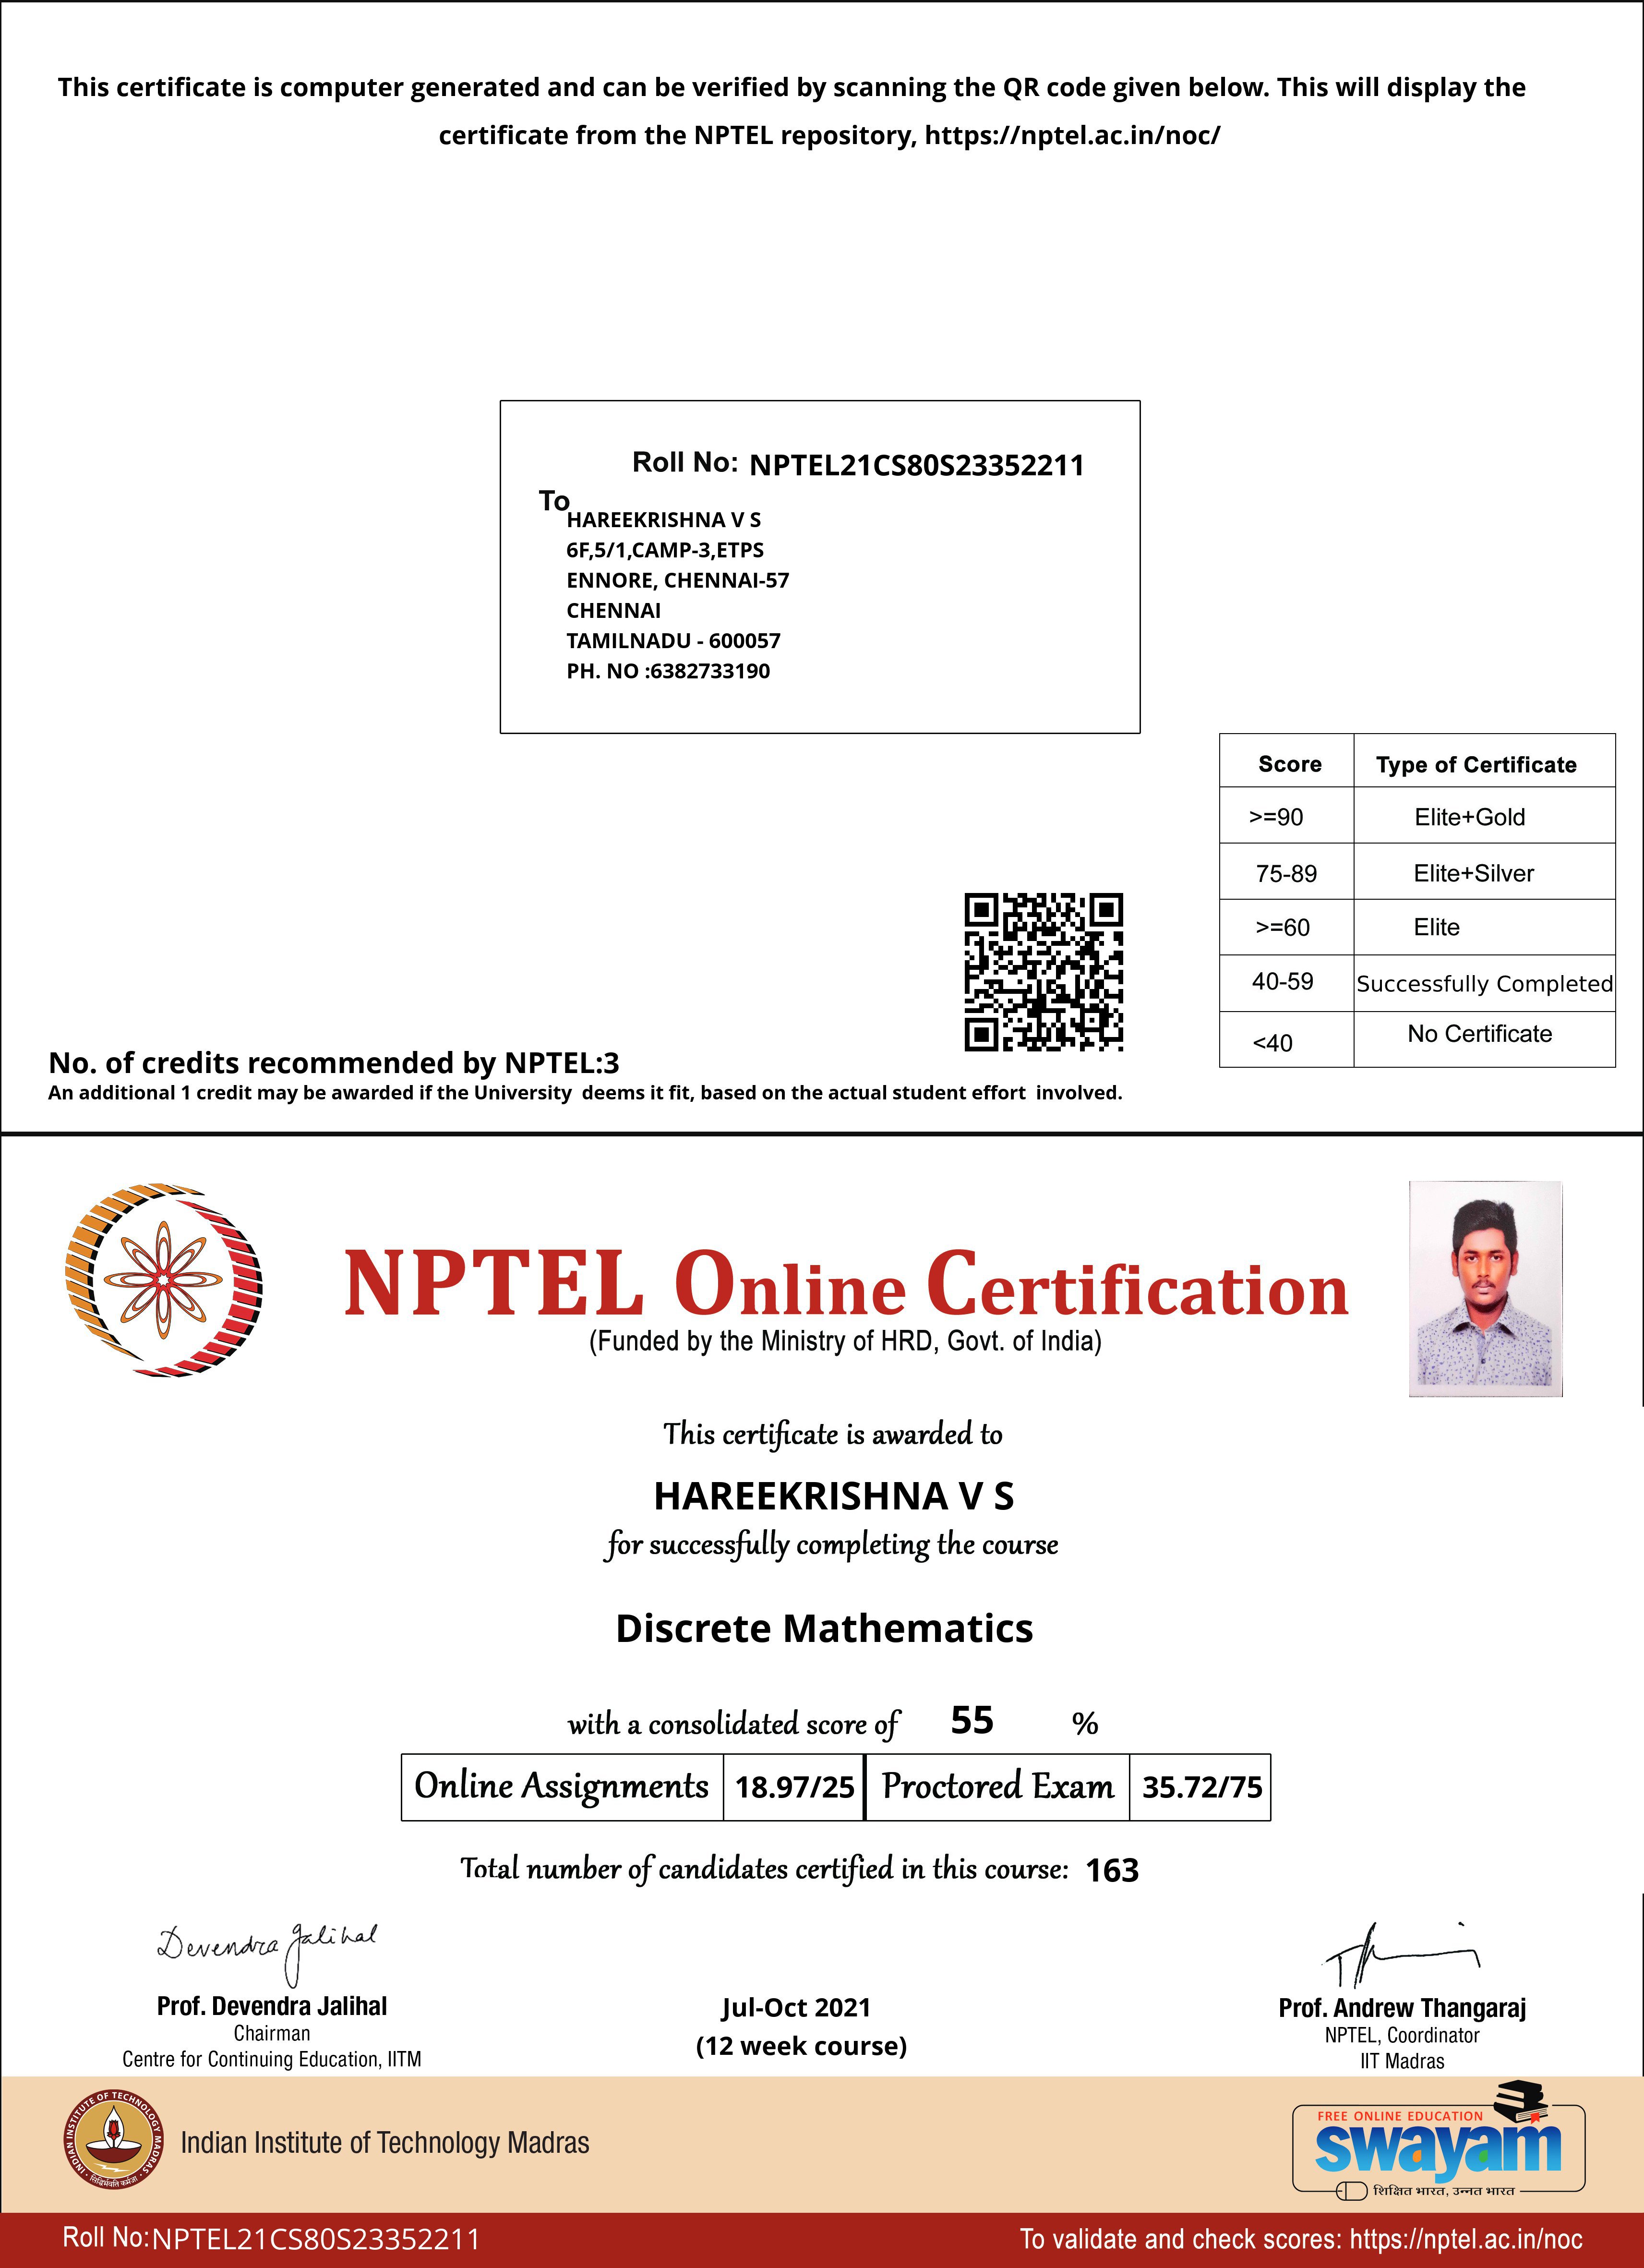 This certificate is computer generated and can be verified by scanning the QR code given below. This will display the
certificate from the NPTEL repository, https://nptel.ac.in/noc/
Roll No: NPTEL21CS80S23352211
To
HAREEKRISHNA V S
6F,5/1,CAMP-3,ETPS
ENNORE, CHENNAI-57
CHENNAI
TAMILNADU - 600057
PH. NO :6382733190
Score Type of Certificate
>=90 Elite+Gold
75-89 Elite+Silver
>=60 Elite
40-59 Successfully Completed
<40 No Certificate
No. of credits recommended by NPTEL:3
An additional 1 credit may be awarded if the University deems it fit, based on the actual student effort involved.
NPTEL Online Certification
(Funded by the Ministry of HRD, Govt. of India)
This certificate is awarded to
HAREEKRISHNA V S
for successfully completing the course
Discrete Mathematics
with a consolidated score of 55 %
Online Assignments 18.97/25 Proctored Exam 35.72/75
Total number of candidates certified in this course: 163
Devendra Jalihal
Prof. Devendra Jalihal
Chairman
Centre for Continuing Education, IITM
Jul-Oct 2021
(12 week course)
Prof. Andrew Thangaraj
NPTEL, Coordinator
IIT Madras
INDIAN INSTITUTE OF TECHNOLOGY MADRAS
सिद्धिर्भवति कर्मजा
Indian Institute of Technology Madras
FREE ONLINE EDUCATION
swayam
शिक्षित भारत, उन्नत भारत
Roll No: NPTEL21CS80S23352211
To validate and check scores: https://nptel.ac.in/noc